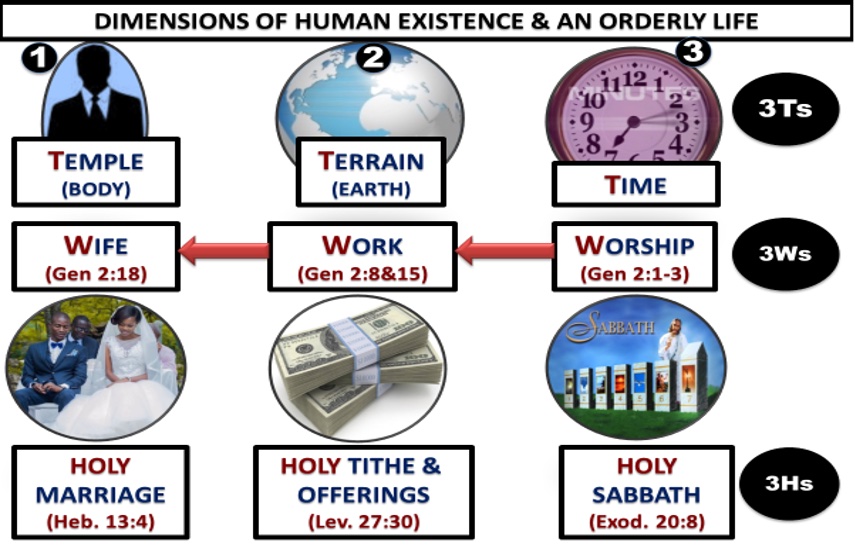 DIMENSIONS OF HUMAN EXISTENCE & AN ORDERLY LIFE
1
2
3
TEMPLE
(BODY)
TERRAIN
(EARTH)
MINUTES
11 12 1
10 2
9 3
8
7 6 5
TIME
3Ts
WIFE
(Gen 2:18)
WORK
(Gen 2:8&15)
WORSHIP
(Gen 2:1-3)
3Ws
100
100
SABBATH
7
HOLY
MARRIAGE
(Heb. 13:4)
HOLY TITHE &
OFFERINGS
(Lev. 27:30)
HOLY
SABBATH
(Exod. 20:8)
3Hs